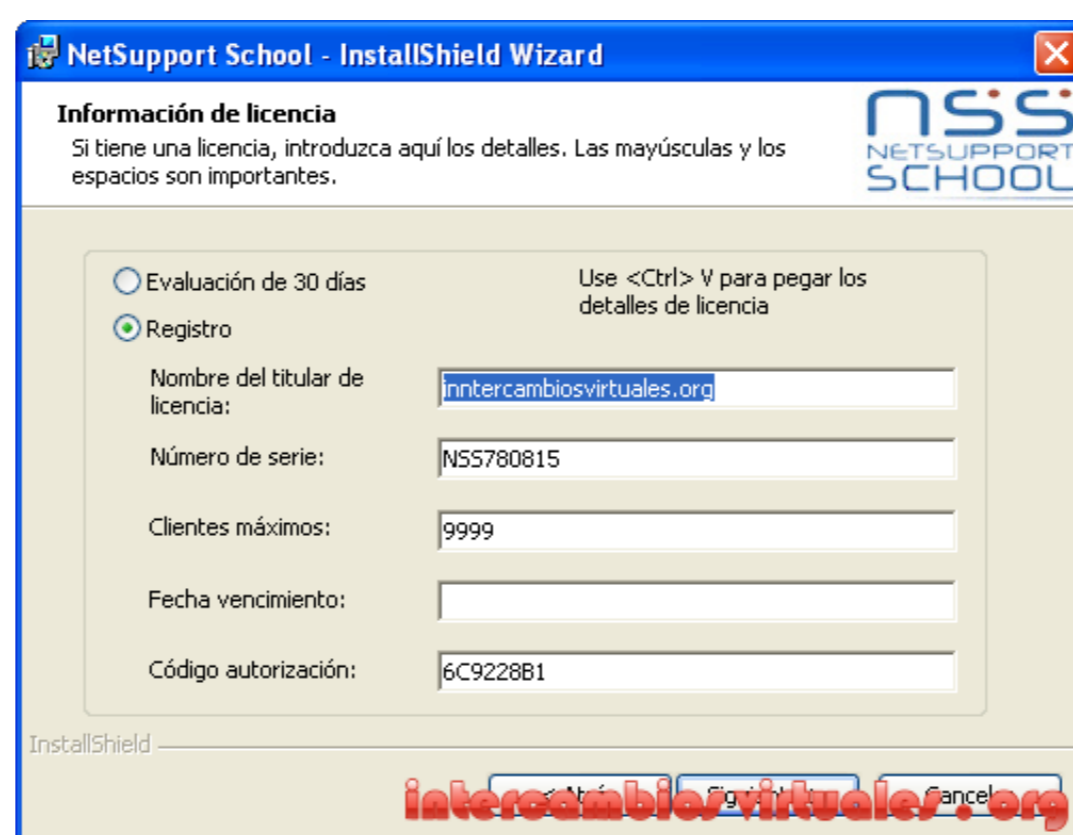 NetSupport School - InstallShield Wizard
Información de licencia
Si tiene una licencia, introduzca aquí los detalles. Las mayúsculas y los
espacios son importantes.
nss
NETSUPPORT
SCHOOL
Evaluación de 30 días
Use <Ctrl> V para pegar los
detalles de licencia
Registro
Nombre del titular de
licencia:
inntercambiosvirtuales.org
Número de serie:
NSS780815
Clientes máximos:
9999
Fecha vencimiento:
Código autorización:
6C9228B1
InstallShield
intercambiosvirtuales.org